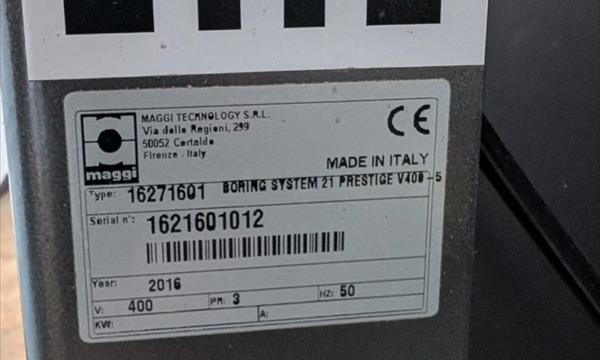 MAGGI TECHNOLOGY S.R.L.
Via delle Regioni, 299
50052 Certaldo
Firenze - Italy
maggi
CE
MADE IN ITALY
Type: 16271601 BORING SYSTEM 21 PRESTIGE V400 -5
Serial n°: 1621601012
Year: 2016
V: 400 PH: 3 HZ: 50
KW: A: